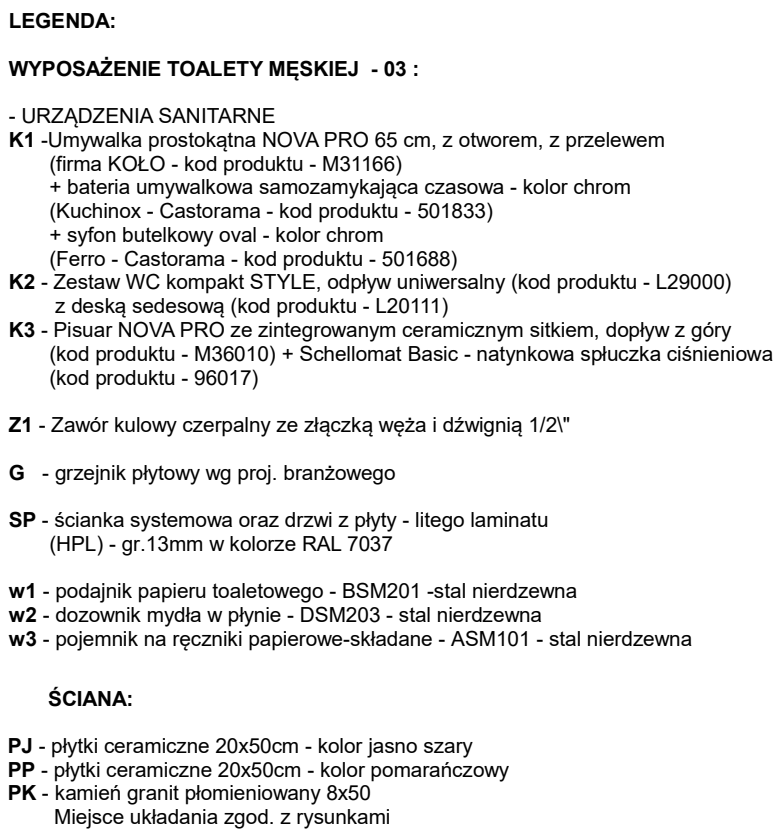 LEGENDA:
WYPOSAŻENIE TOALETY MĘSKIEJ - 03 :
- URZĄDZENIA SANITARNE
K1 -Umywalka prostokątna NOVA PRO 65 cm, z otworem, z przelewem
(firma KOŁO - kod produktu - M31166)
+ bateria umywalkowa samozamykająca czasowa - kolor chrom
(Kuchinox - Castorama - kod produktu - 501833)
+ syfon butelkowy oval - kolor chrom
(Ferro - Castorama - kod produktu - 501688)
K2 - Zestaw WC kompakt STYLE, odpływ uniwersalny (kod produktu - L29000)
z deską sedesową (kod produktu - L20111)
K3 - Pisuar NOVA PRO ze zintegrowanym ceramicznym sitkiem, dopływ z góry
(kod produktu - M36010) + Schellomat Basic - natynkowa spłuczka ciśnieniowa
(kod produktu - 96017)
Z1 - Zawór kulowy czerpalny ze złączką węża i dźwignią 1/2\"
G - grzejnik płytowy wg proj. branżowego
SP - ścianka systemowa oraz drzwi z płyty - litego laminatu
(HPL) - gr.13mm w kolorze RAL 7037
w1 - podajnik papieru toaletowego - BSM201 -stal nierdzewna
w2 - dozownik mydła w płynie - DSM203 - stal nierdzewna
w3 - pojemnik na ręczniki papierowe-składane - ASM101 - stal nierdzewna
ŚCIANA:
PJ - płytki ceramiczne 20x50cm - kolor jasno szary
PP - płytki ceramiczne 20x50cm - kolor pomarańczowy
PK - kamień granit płomieniowany 8x50
Miejsce układania zgod. z rysunkami